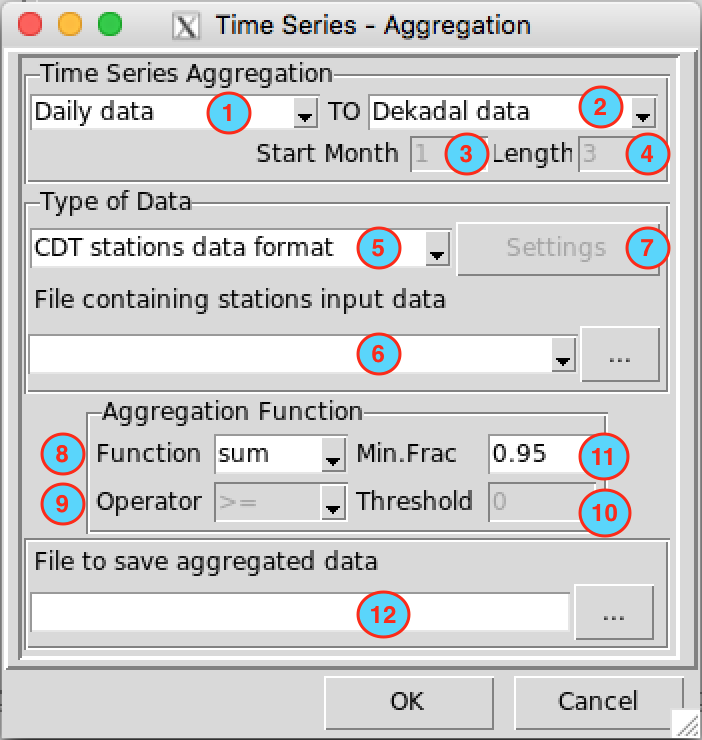 Time Series - Aggregation
Time Series Aggregation
Daily data 1 TO Dekadal data 2
Start Month 1 3 Length 3 4
Type of Data
CDT stations data format 5 Settings 7
File containing stations input data
6 ...
Aggregation Function
8 Function sum Min.Frac 0.95 11
9 Operator >= Threshold 0 10
File to save aggregated data
12 ...
OK Cancel